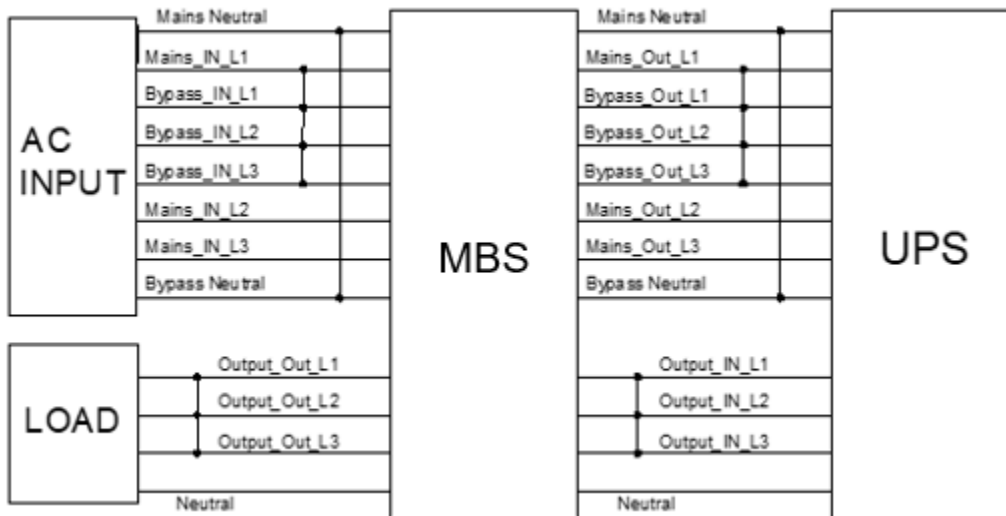 AC
INPUT
Mains Neutral
Mains_IN_L1
Bypass_IN_L1
Bypass_IN_L2
Bypass_IN_L3
Mains_IN_L2
Mains_IN_L3
Bypass Neutral
MBS
Mains Neutral
Mains_Out_L1
Bypass_Out_L1
Bypass_Out_L2
Bypass_Out_L3
Mains_Out_L2
Mains_Out_L3
Bypass Neutral
UPS
LOAD
Output_Out_L1
Output_Out_L2
Output_Out_L3
Neutral
Output_IN_L1
Output_IN_L2
Output_IN_L3
Neutral